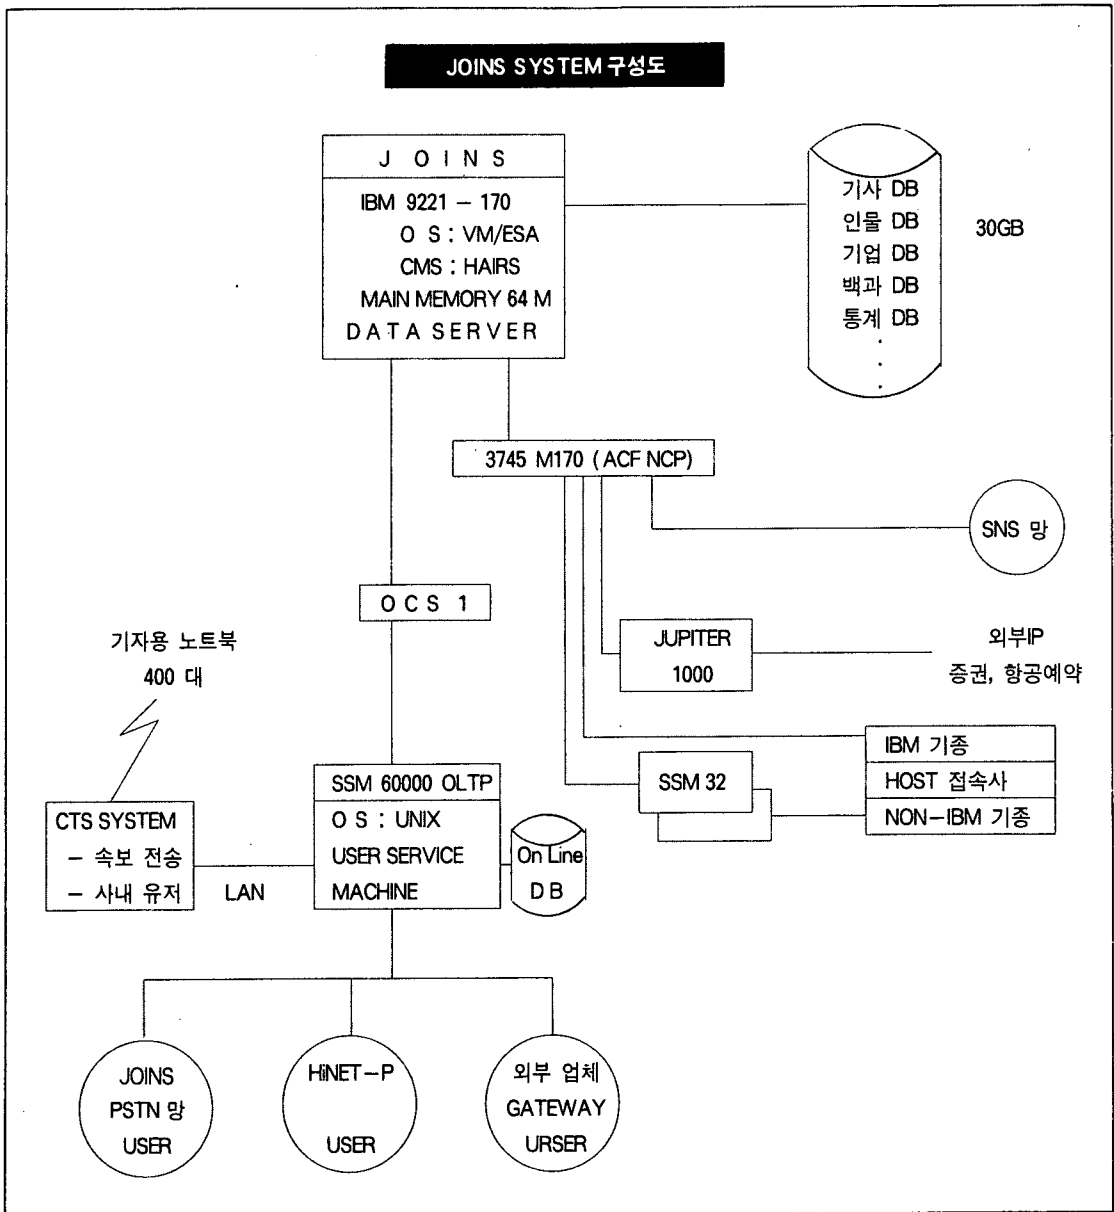 JOINS SYSTEM 구성도
J O I N S
IBM 9221 – 170
O S : VM/ESA
CMS : HAIRS
MAIN MEMORY 64 M
DATA SERVER
기사 DB
인물 DB
기업 DB
백과 DB
통계 DB
30GB
3745 M170 ( ACF NCP)
SNS 망
O C S 1
JUPITER
1000
외부IP
증권, 항공예약
기자용 노트북
400 대
IBM 기종
HOST 접속사
NON–IBM 기종
SSM 32
SSM 60000 OLTP
O S : UNIX
USER SERVICE
MACHINE
On Line
D B
CTS SYSTEM
– 속보 전송
– 사내 유저
LAN
JOINS
PSTN 망
USER
HiNET–P
USER
외부 업체
GATEWAY
URSER